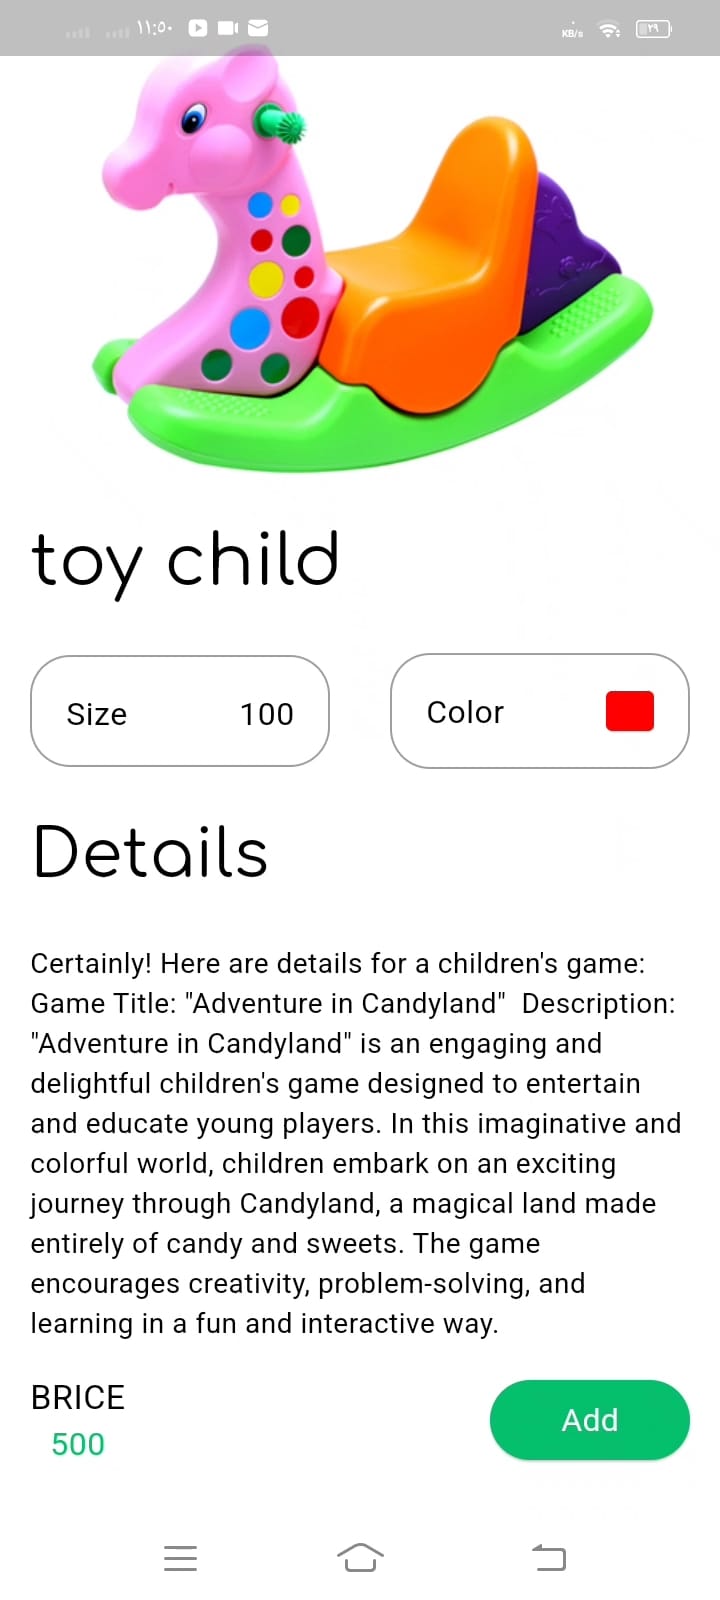 ١١:٥٠
KB/s
٢٩
toy child
Size 100
Color
Details
Certainly! Here are details for a children's game:
Game Title: "Adventure in Candyland"  Description:
"Adventure in Candyland" is an engaging and
delightful children's game designed to entertain
and educate young players. In this imaginative and
colorful world, children embark on an exciting
journey through Candyland, a magical land made
entirely of candy and sweets. The game
encourages creativity, problem-solving, and
learning in a fun and interactive way.
BRICE
500
Add